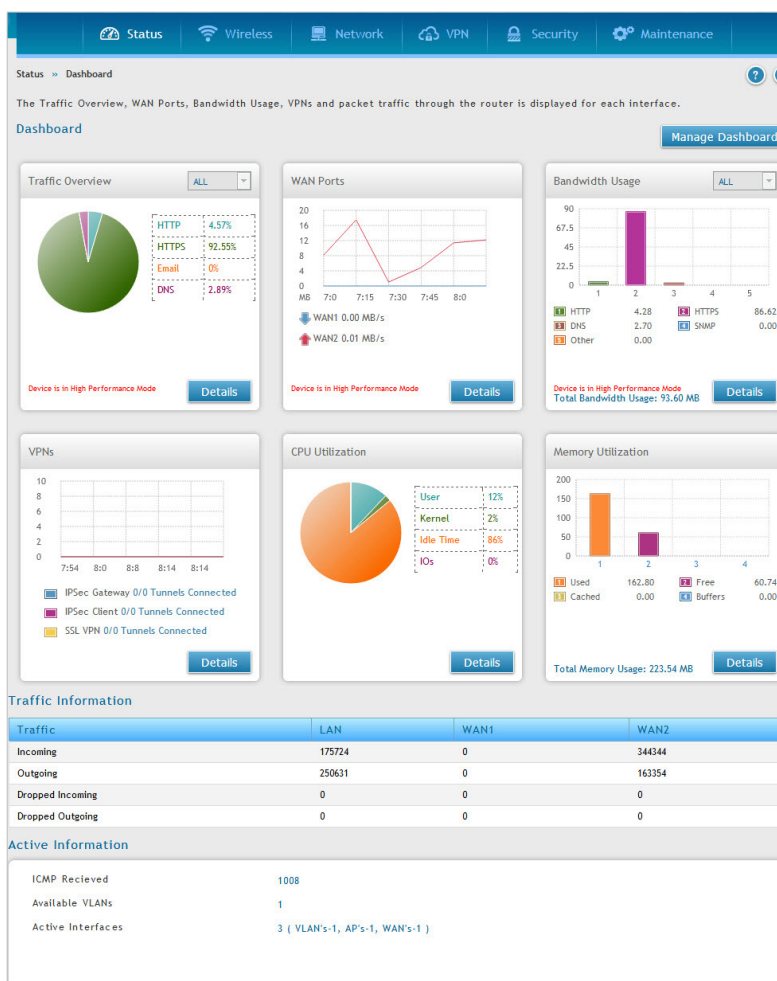 Status Wireless Network VPN Security Maintenance
Status » Dashboard
?
The Traffic Overview, WAN Ports, Bandwidth Usage, VPNs and packet traffic through the router is displayed for each interface.
Dashboard
Manage Dashboard
Traffic Overview ALL
HTTP 4.57%
HTTPS 92.55%
Email 0%
DNS 2.89%
Device is in High Performance Mode
Details
WAN Ports
20
16
12
8
4
0
MB 7:0 7:15 7:30 7:45 8:0
WAN1 0.00 MB/s
WAN2 0.01 MB/s
Device is in High Performance Mode
Details
Bandwidth Usage ALL
90
67.5
45
22.5
0
1 2 3 4 5
1 HTTP 4.28 2 HTTPS 86.62
3 DNS 2.70 4 SNMP 0.00
5 Other 0.00
Device is in High Performance Mode
Total Bandwidth Usage: 93.60 MB
Details
VPNs
10
8
6
4
2
0
7:54 8:0 8:8 8:14 8:14
IPSec Gateway 0/0 Tunnels Connected
IPSec Client 0/0 Tunnels Connected
SSL VPN 0/0 Tunnels Connected
Details
CPU Utilization
User 12%
Kernel 2%
Idle Time 86%
IOs 0%
Details
Memory Utilization
200
150
100
50
0
1 2 3 4
1 Used 162.80 2 Free 60.74
3 Cached 0.00 4 Buffers 0.00
Total Memory Usage: 223.54 MB
Details
Traffic Information
Traffic LAN WAN1 WAN2
Incoming 175724 0 344344
Outgoing 250631 0 163354
Dropped Incoming 0 0 0
Dropped Outgoing 0 0 0
Active Information
ICMP Recieved 1008
Available VLANs 1
Active Interfaces 3 ( VLAN's-1, AP's-1, WAN's-1 )